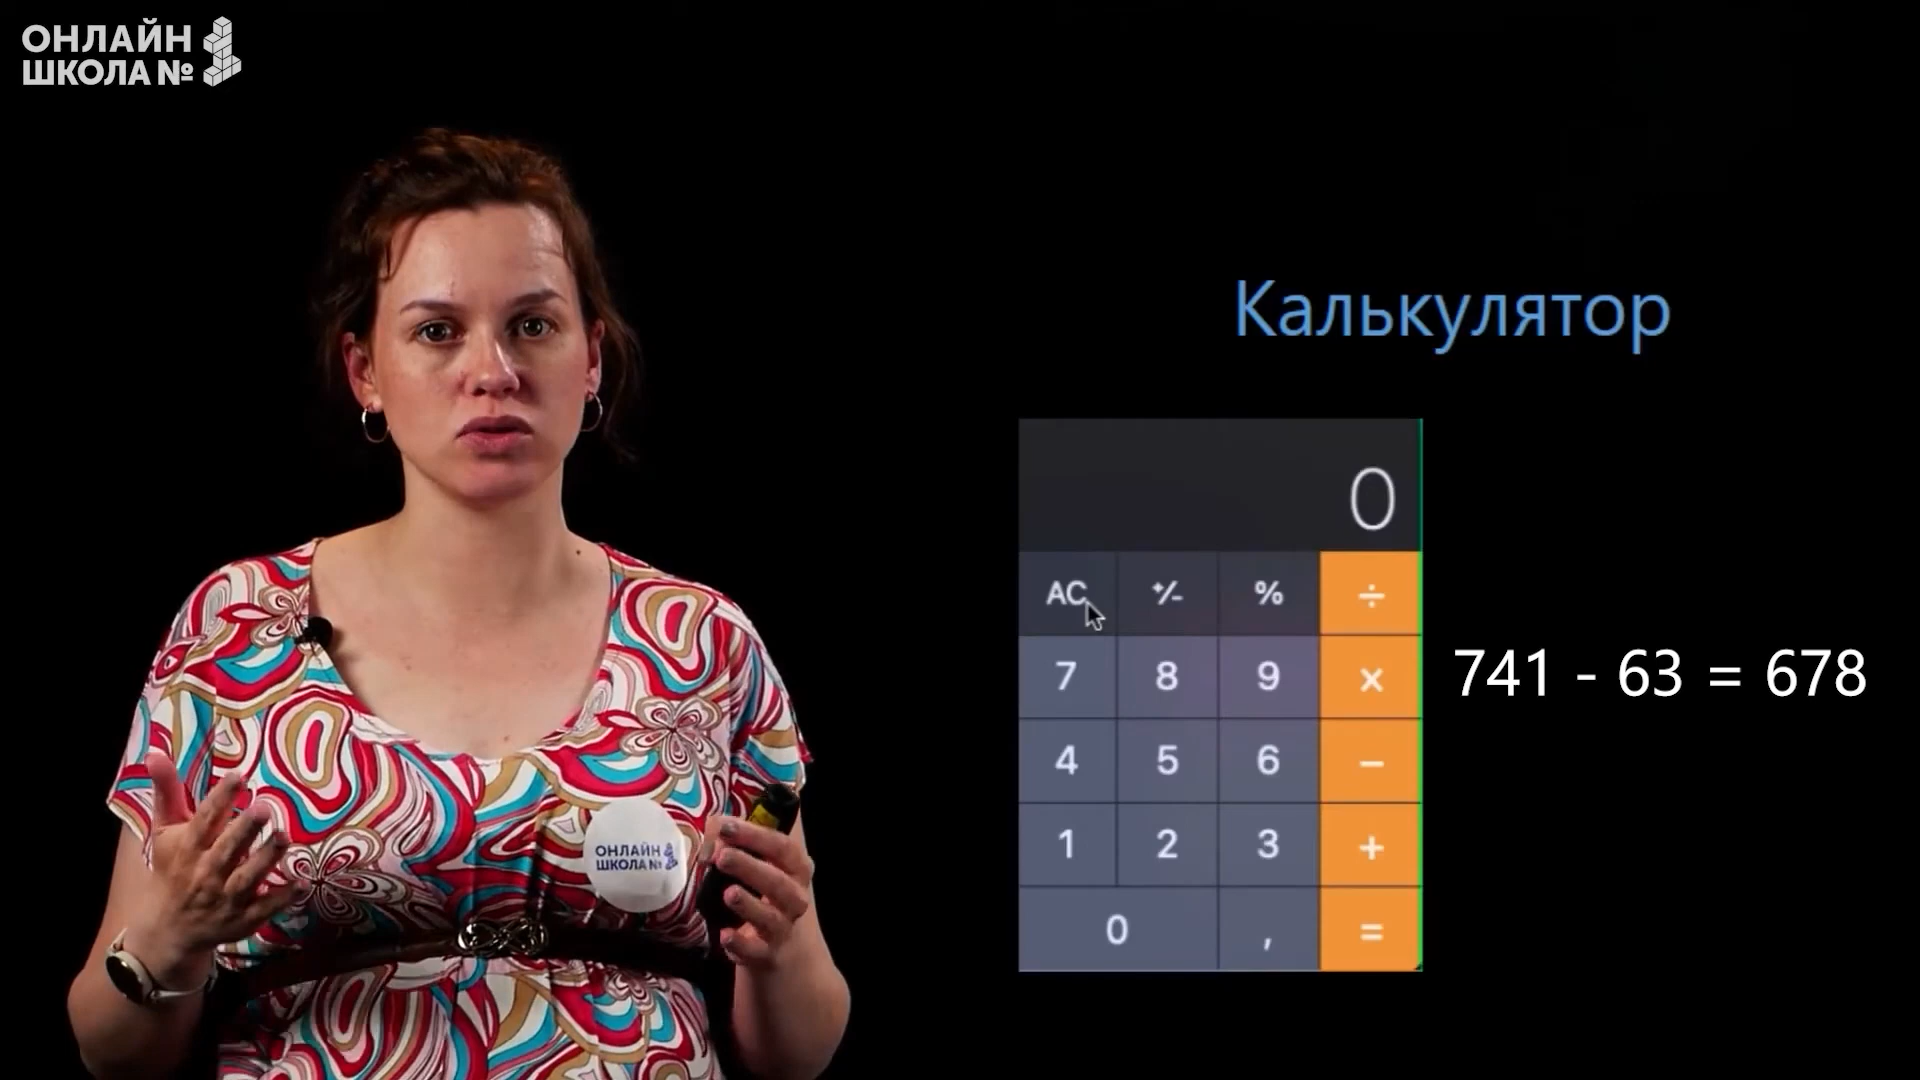 ОНЛАЙН
ШКОЛА №
Калькулятор
0
AC +/- % ÷
7 8 9 x
741 - 63 = 678
4 5 6 –
1 2 3 +
0 , =
ОНЛАЙН
ШКОЛА №